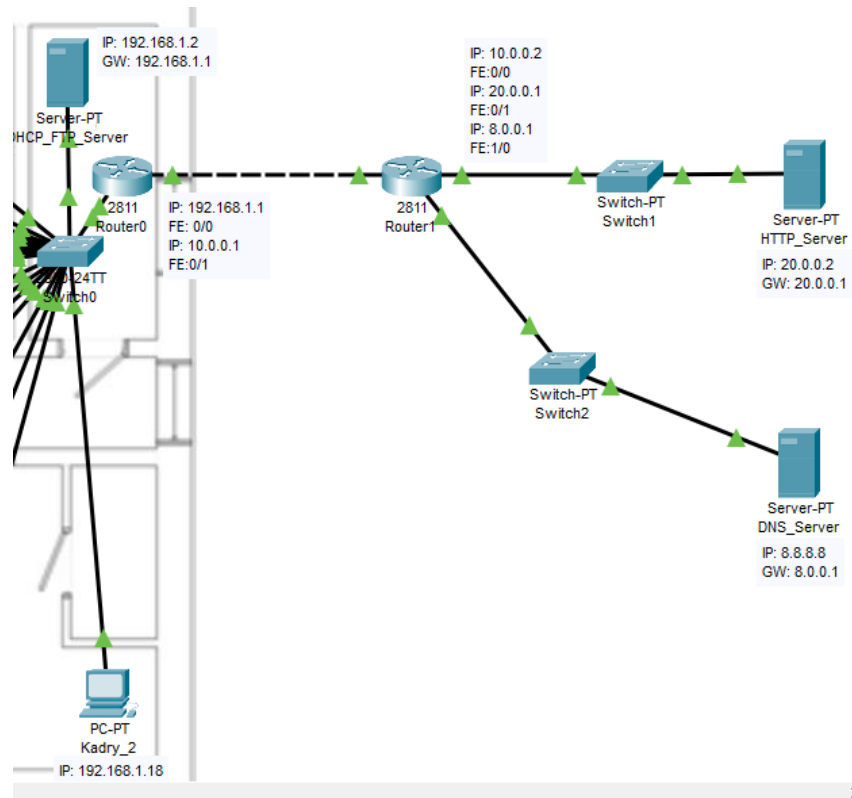 IP: 192.168.1.2
GW: 192.168.1.1
Server-PT
DHCP_FTP_Server
2811
Router0
IP: 192.168.1.1
FE: 0/0
IP: 10.0.0.1
FE:0/1
-24TT
Switch0
IP: 10.0.0.2
FE:0/0
IP: 20.0.0.1
FE:0/1
IP: 8.0.0.1
FE:1/0
2811
Router1
Switch-PT
Switch1
Server-PT
HTTP_Server
IP: 20.0.0.2
GW: 20.0.0.1
Switch-PT
Switch2
Server-PT
DNS_Server
IP: 8.8.8.8
GW: 8.0.0.1
PC-PT
Kadry_2
IP: 192.168.1.18